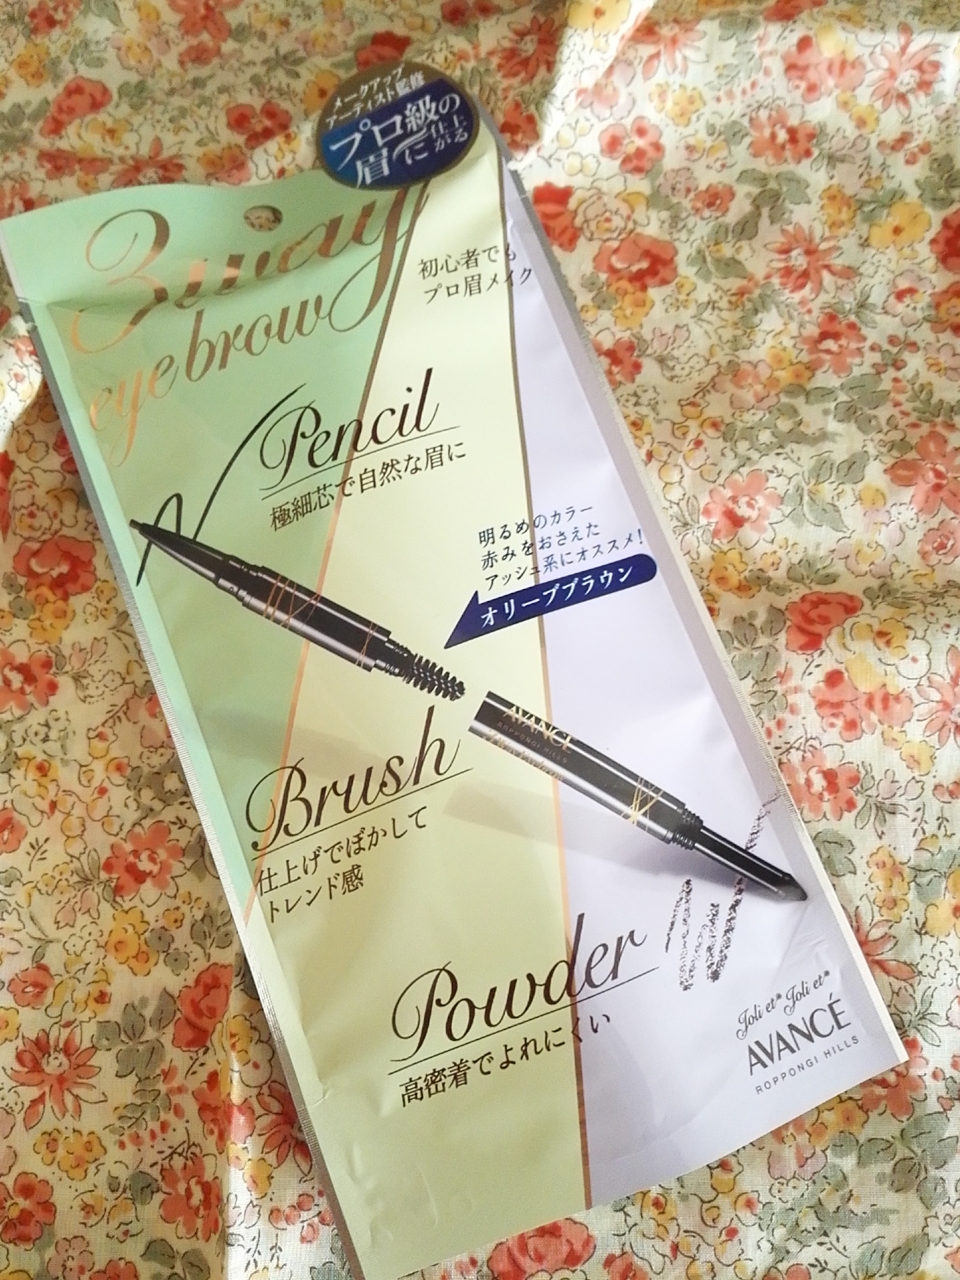 メークアップ
アーティスト監修
プロ級の
眉に仕上がる
3way
eyebrow
初心者でも
プロ眉メイク
Pencil
極細芯で自然な眉に
明るめのカラー
赤みをおさえた
アッシュ系にオススメ!
オリーブブラウン
AVANCE
ROPPONGI HILLS
Brush
仕上げでぼかして
トレンド感
Powder
高密着でよれにくい
Joli et Joli et
AVANCÉ
ROPPONGI HILLS